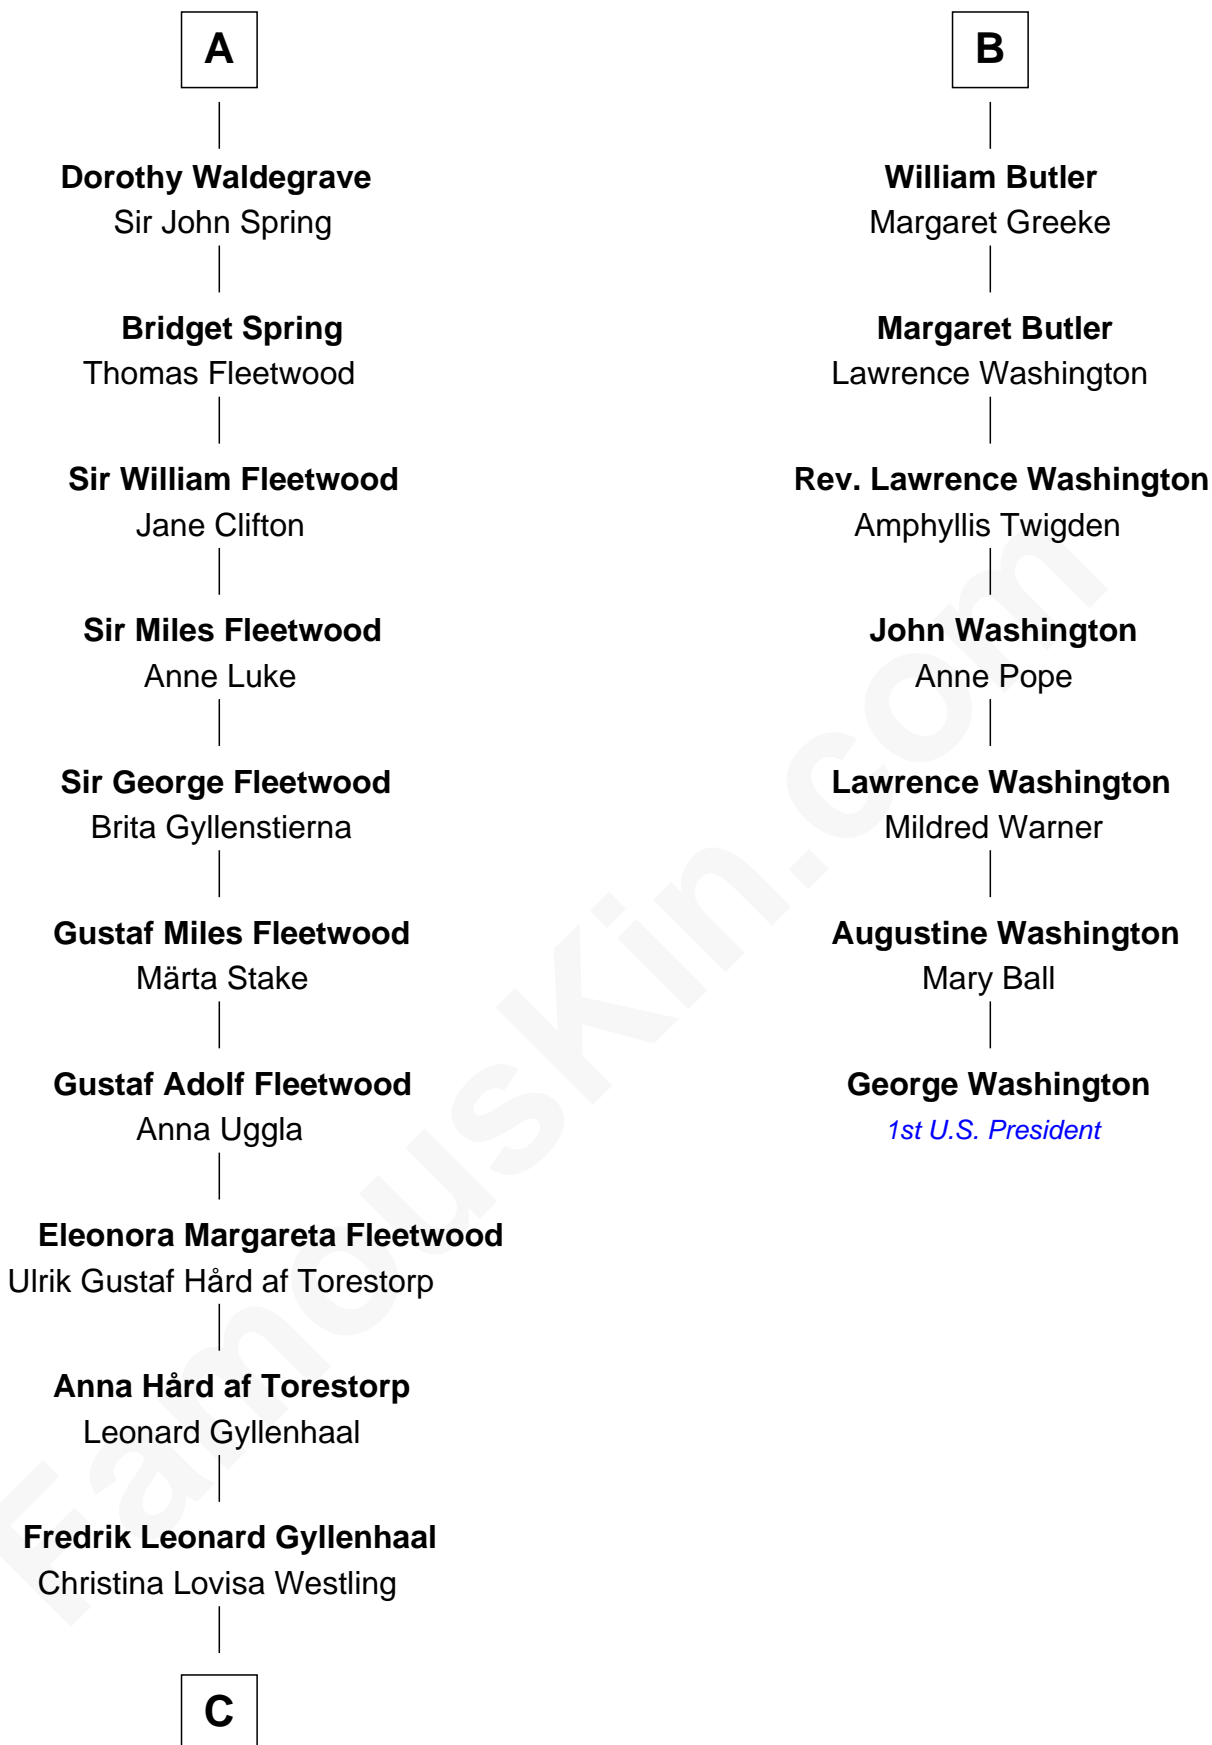 A
Dorothy Waldegrave
Sir John Spring
Bridget Spring
Thomas Fleetwood
Sir William Fleetwood
Jane Clifton
Sir Miles Fleetwood
Anne Luke
Sir George Fleetwood
Brita Gyllenstierna
Gustaf Miles Fleetwood
Märta Stake
Gustaf Adolf Fleetwood
Anna Uggla
Eleonora Margareta Fleetwood
Ulrik Gustaf Hård af Torestorp
Anna Hård af Torestorp
Leonard Gyllenhaal
Fredrik Leonard Gyllenhaal
Christina Lovisa Westling
C
B
William Butler
Margaret Greeke
Margaret Butler
Lawrence Washington
Rev. Lawrence Washington
Amphyllis Twigden
John Washington
Anne Pope
Lawrence Washington
Mildred Warner
Augustine Washington
Mary Ball
George Washington
1st U.S. President
FamousKin.com